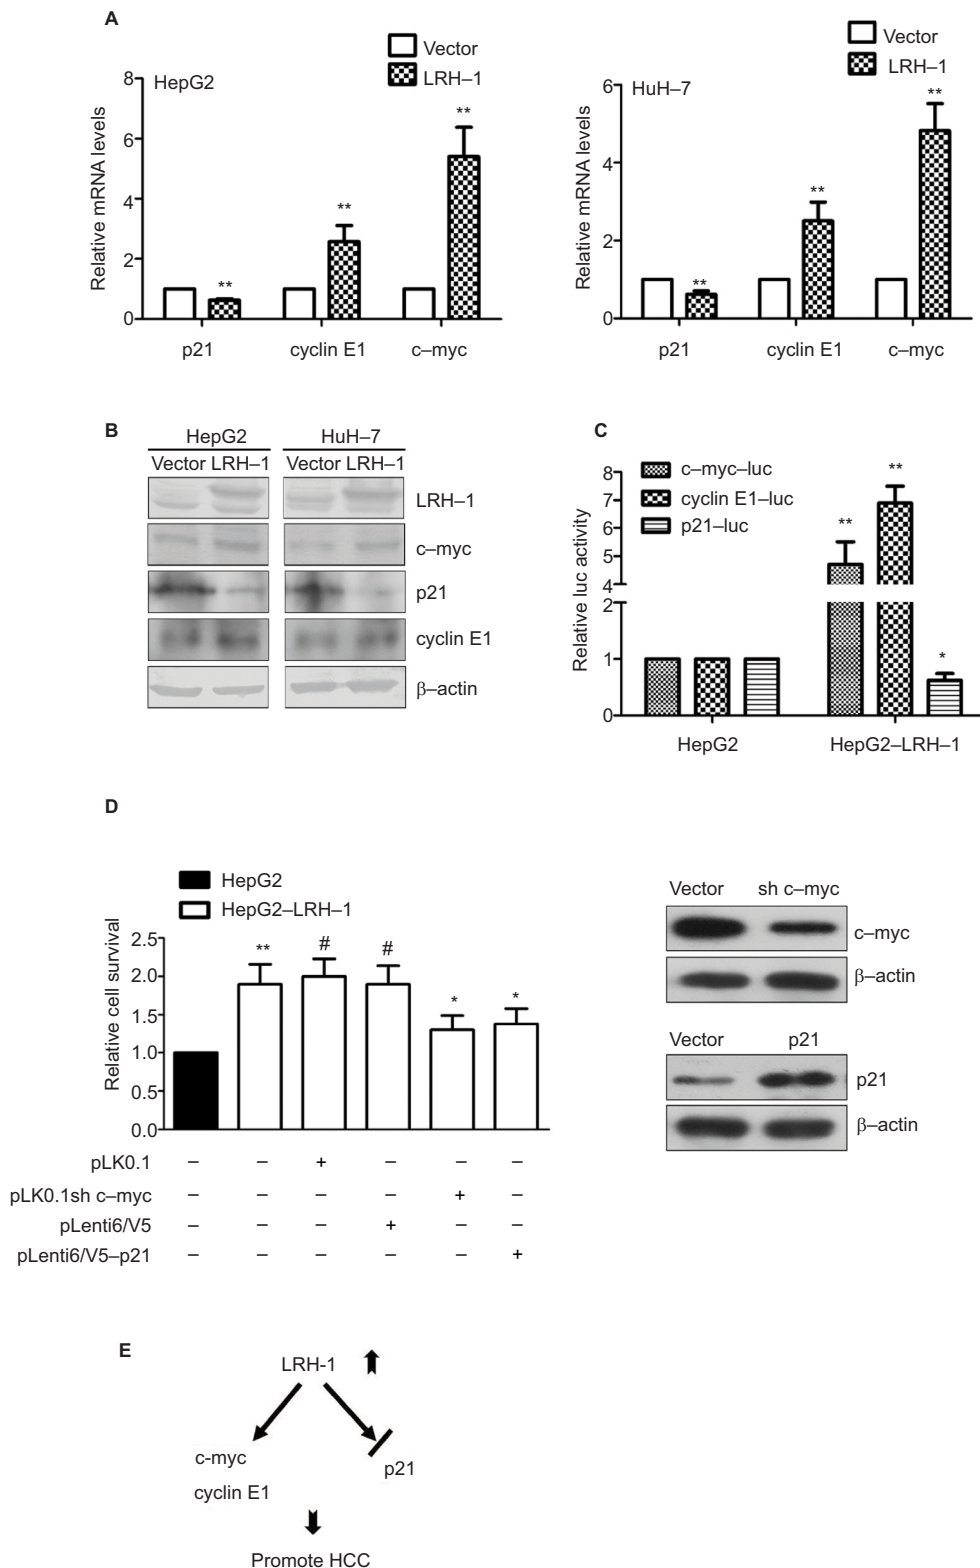 A
Vector
LRH–1
HepG2
Relative mRNA levels
8
6
4
2
0
**
**
**
p21
cyclin E1
c–myc
Vector
LRH–1
HuH–7
Relative mRNA levels
6
4
2
0
**
**
**
p21
cyclin E1
c–myc
B
HepG2
HuH–7
Vector LRH–1
Vector LRH–1
LRH–1
c–myc
p21
cyclin E1
β–actin
C
c–myc–luc
cyclin E1–luc
p21–luc
Relative luc activity
8
7
6
5
4
2
1
0
**
**
*
HepG2
HepG2–LRH–1
D
HepG2
HepG2–LRH–1
Relative cell survival
2.5
2.0
1.5
1.0
0.5
0.0
**
#
#
*
*
pLK0.1 – – + – – –
pLK0.1sh c–myc – – – – + –
pLenti6/V5 – – – + – –
pLenti6/V5–p21 – – – – – +
Vector sh c–myc
c–myc
β–actin
Vector p21
p21
β–actin
E
LRH-1
c-myc
p21
cyclin E1
Promote HCC